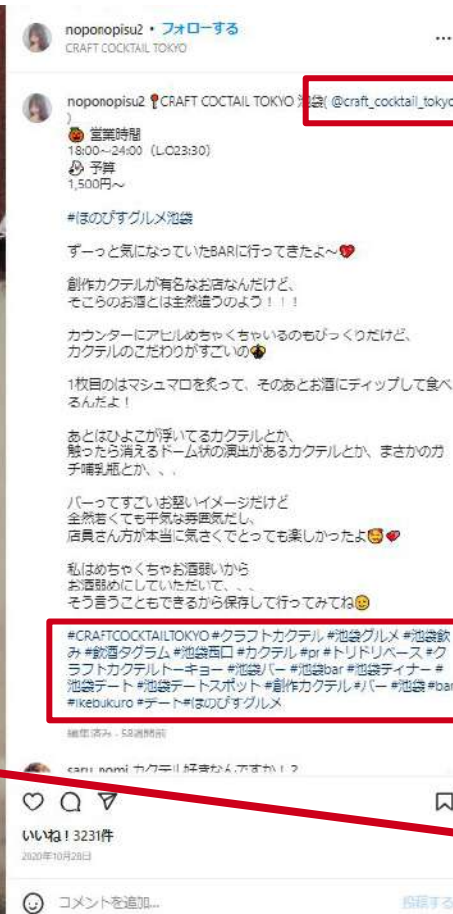 noponopisu2 • フォローする
CRAFT COCKTAIL TOKYO
noponopisu2 CRAFT COCTAIL TOKYO 池袋( @craft_cocktail_tokyo
)
営業時間
18:00～24:00（L.O23:30）
予算
1,500円～
#ほのぴすグルメ池袋
ずーっと気になっていたBARに行ってきたよ～
創作カクテルが有名なお店なんだけど、
そこらのお酒とは全然違うのよう！！！
カウンターにアヒルめちゃくちゃいるのもびっくりだけど、
カクテルのこだわりがすごいの
1枚目のはマシュマロを炙って、そのあとお酒にディップして食べ
るんだよ！
あとはひよこが浮いてるカクテルとか、
触ったら消えるドーム状の演出があるカクテルとか、まさかのガ
チ哺乳瓶とか、、、
バーってすごいお堅いイメージだけど
全然若くても平気な雰囲気だし、
店員さん方が本当に気さくでとっても楽しかったよ
私はめちゃくちゃお酒弱いから
お酒弱めにしていただいて、、、
そう言うこともできるから保存して行ってみてね
#CRAFTCOCKTAILTOKYO #クラフトカクテル #池袋グルメ #池袋飲
み #飲酒タグラム #池袋西口 #カクテル #pr #トリドリベース #ク
ラフトカクテルトーキョー #池袋バー #池袋bar #池袋ディナー #
池袋デート #池袋デートスポット #創作カクテル #バー #池袋 #bar
#ikebukuro #デート#ほのぴすグルメ
編集済み・58週間前
saru_nomi カクテル好きなんですか！？
いいね！3231件
2020年10月28日
コメントを追加...
投稿する